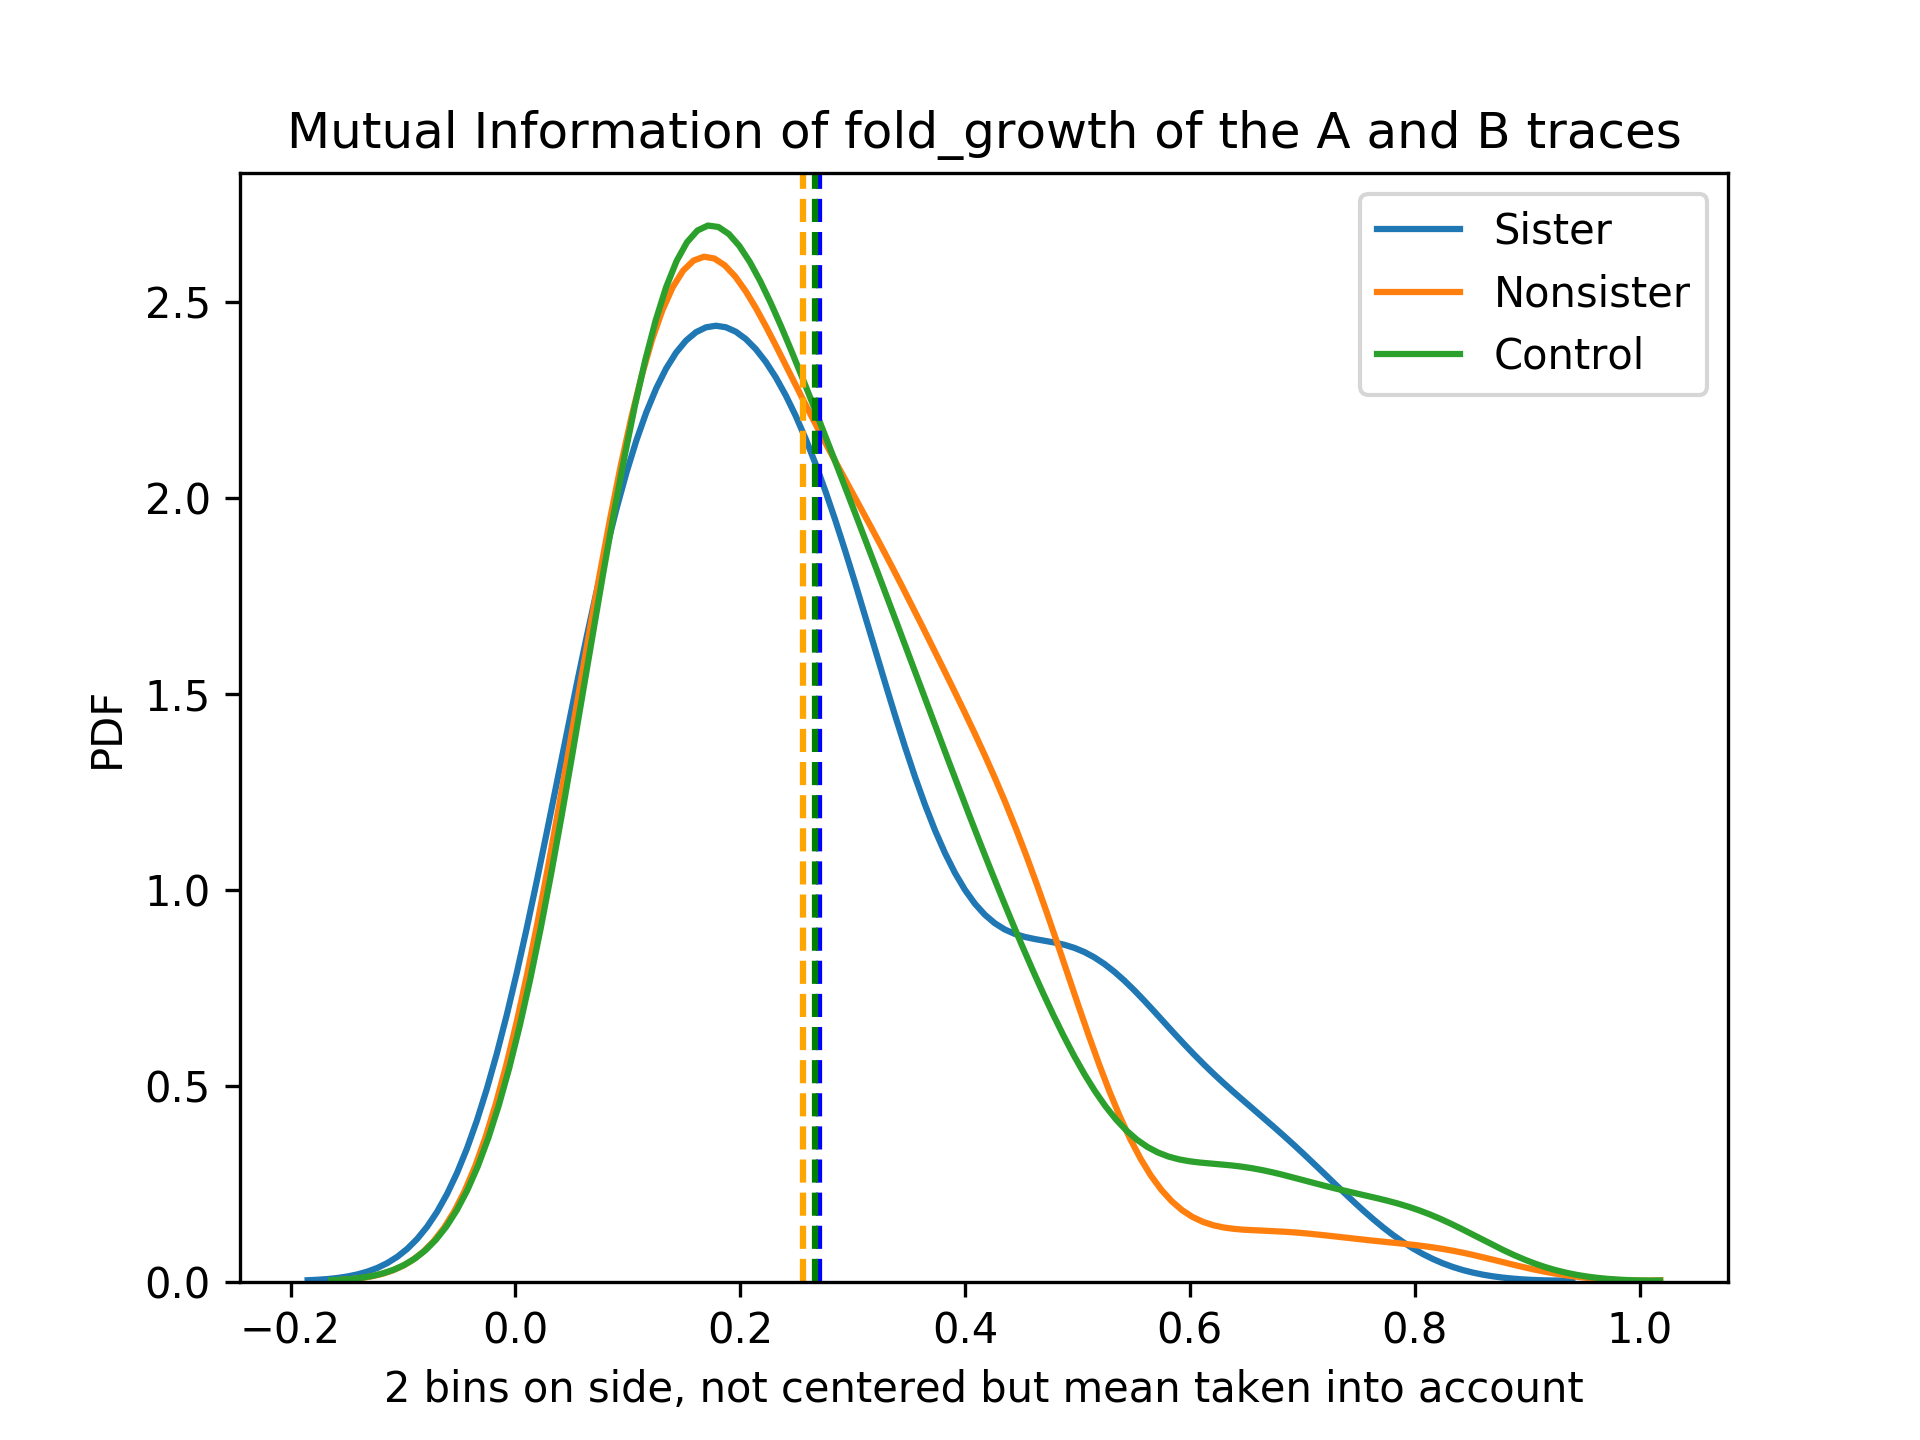 Mutual Information of fold_growth of the A and B traces
Sister
Nonsister
Control
PDF
2.5
2.0
1.5
1.0
0.5
0.0
−0.2 0.0 0.2 0.4 0.6 0.8 1.0
2 bins on side, not centered but mean taken into account